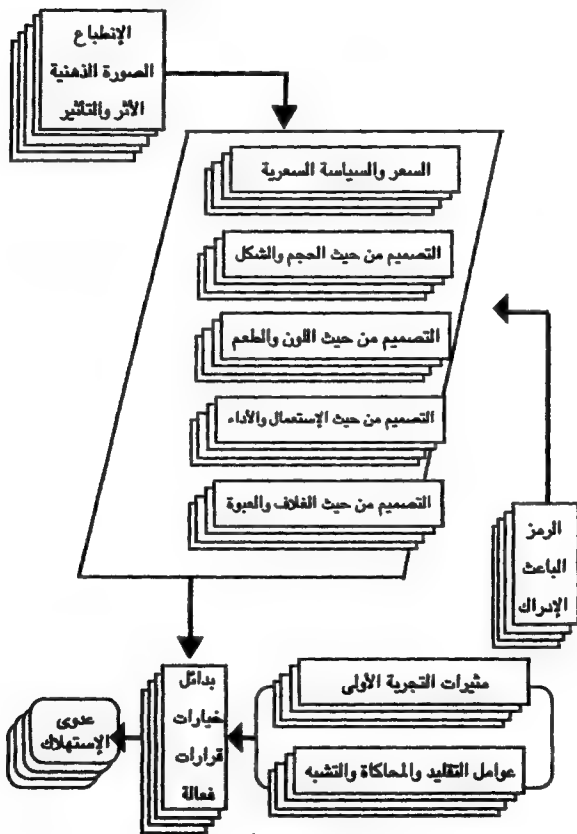 الإنطباع
الصورة الذهنية
الأثر والتأثير
السعر والسياسة السعرية
التصميم من حيث الحجم والشكل
التصميم من حيث اللون والطعم
التصميم من حيث الإستعمال والأداء
التصميم من حيث الغلاف والعبوة
الرمز
الباعث
الإدراك
مثيرات التجربة الأولى
عوامل التقليد والمحاكاة والتشبه
بدائل
خيارات
قرارات
فعالة
عدوى
الإستهلاك